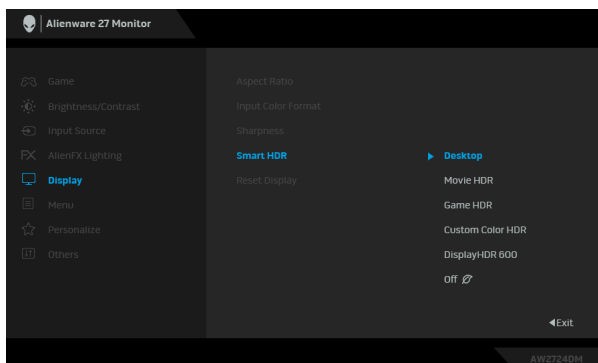 Alienware 27 Monitor
Game
Brightness/Contrast
Input Source
AlienFX Lighting
Display
Menu
Personalize
Others
Aspect Ratio
Input Color Format
Sharpness
Smart HDR
Reset Display
Desktop
Movie HDR
Game HDR
Custom Color HDR
DisplayHDR 600
Off
Exit
AW2724DM